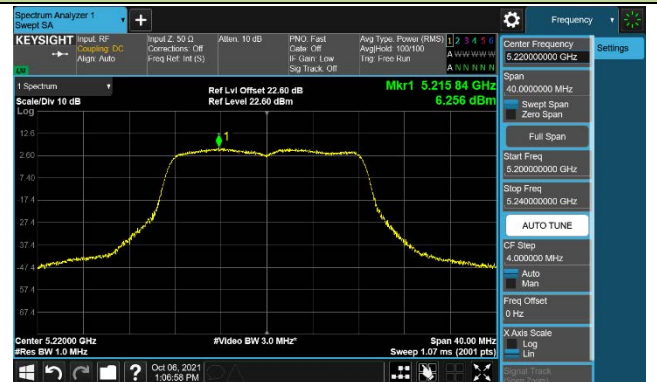 Spectrum Analyzer 1
Swept SA
Frequency
KEYSIGHT
Input: RF
Coupling: DC
Align: Auto
Input Z: 50 Ω
Corrections: Off
Freq Ref: Int (S)
Atten: 10 dB
PNO: Fast
Gate: Off
IF Gain: Low
Sig Track: Off
Avg Type: Power (RMS)
Avg|Hold: 100/100
Trig: Free Run
1 2 3 4 5 6
A W W W W W
A N N N N N
LXI
1 Spectrum
Scale/Div 10 dB
Log
Ref Lvl Offset 22.60 dB
Ref Level 22.60 dBm
Mkr1 5.215 84 GHz
6.256 dBm
1
12.6
2.60
-7.40
-17.4
-27.4
-37.4
-47.4
-57.4
-67.4
Center 5.22000 GHz
#Res BW 1.0 MHz
#Video BW 3.0 MHz*
Span 40.00 MHz
Sweep 1.07 ms (2001 pts)
Oct 06, 2021
1:06:58 PM
Center Frequency
5.220000000 GHz
Settings
Span
40.0000000 MHz
Swept Span
Zero Span
Full Span
Start Freq
5.200000000 GHz
Stop Freq
5.240000000 GHz
AUTO TUNE
CF Step
4.000000 MHz
Auto
Man
Freq Offset
0 Hz
X Axis Scale
Log
Lin
Signal Track
(Span Zoom)